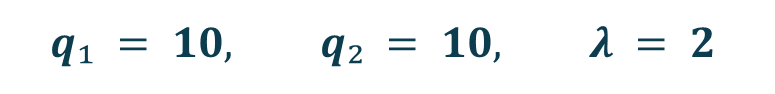 q₁ = 10, q₂ = 10, λ = 2